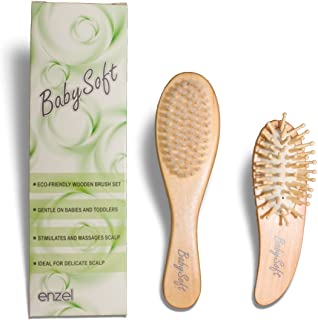 BabySoft
ECO-FRIENDLY WOODEN BRUSH SET
GENTLE ON BABIES AND TODDLERS
STIMULATES AND MASSAGES SCALP
IDEAL FOR DELICATE SCALP
enzel
BabySoft
BabySoft